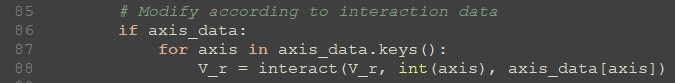 85 # Modify according to interaction data
86 if axis_data:
87 for axis in axis_data.keys():
88 V_r = interact(V_r, int(axis), axis_data[axis])